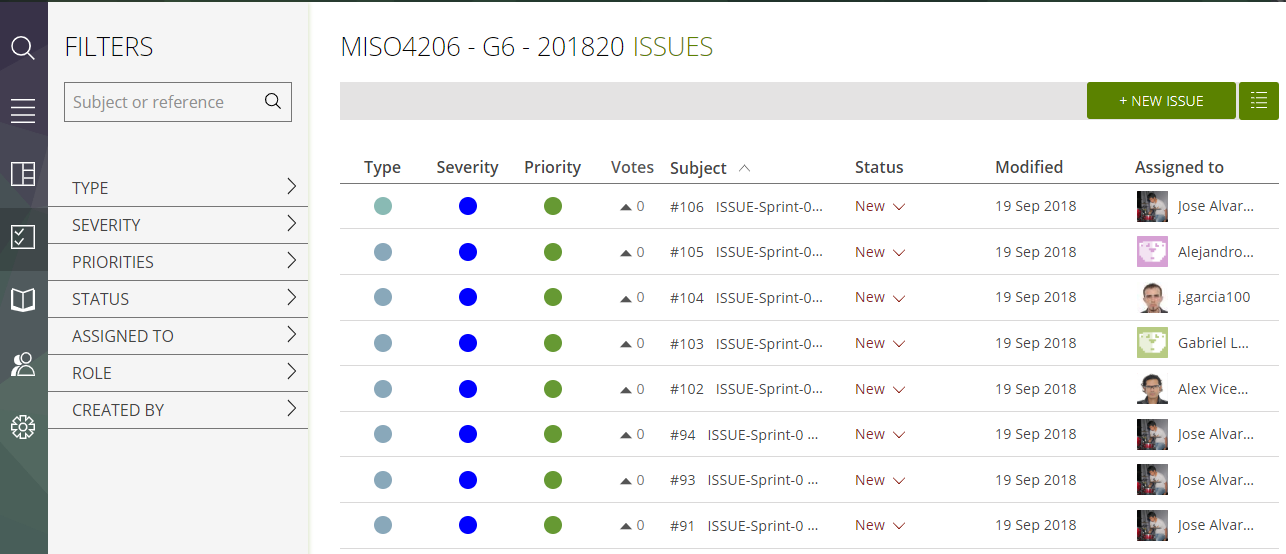 FILTERS
Subject or reference
TYPE
SEVERITY
PRIORITIES
STATUS
ASSIGNED TO
ROLE
CREATED BY
MISO4206 - G6 - 201820 ISSUES
+ NEW ISSUE
Type Severity Priority Votes Subject Status Modified Assigned to
0 #106 ISSUE-Sprint-0... New 19 Sep 2018 Jose Alvar...
0 #105 ISSUE-Sprint-0... New 19 Sep 2018 Alejandro...
0 #104 ISSUE-Sprint-0... New 19 Sep 2018 j.garcia100
0 #103 ISSUE-Sprint-0... New 19 Sep 2018 Gabriel L...
0 #102 ISSUE-Sprint-0... New 19 Sep 2018 Alex Vice...
0 #94 ISSUE-Sprint-0 ... New 19 Sep 2018 Jose Alvar...
0 #93 ISSUE-Sprint-0 ... New 19 Sep 2018 Jose Alvar...
0 #91 ISSUE-Sprint-0 ... New 19 Sep 2018 Jose Alvar...